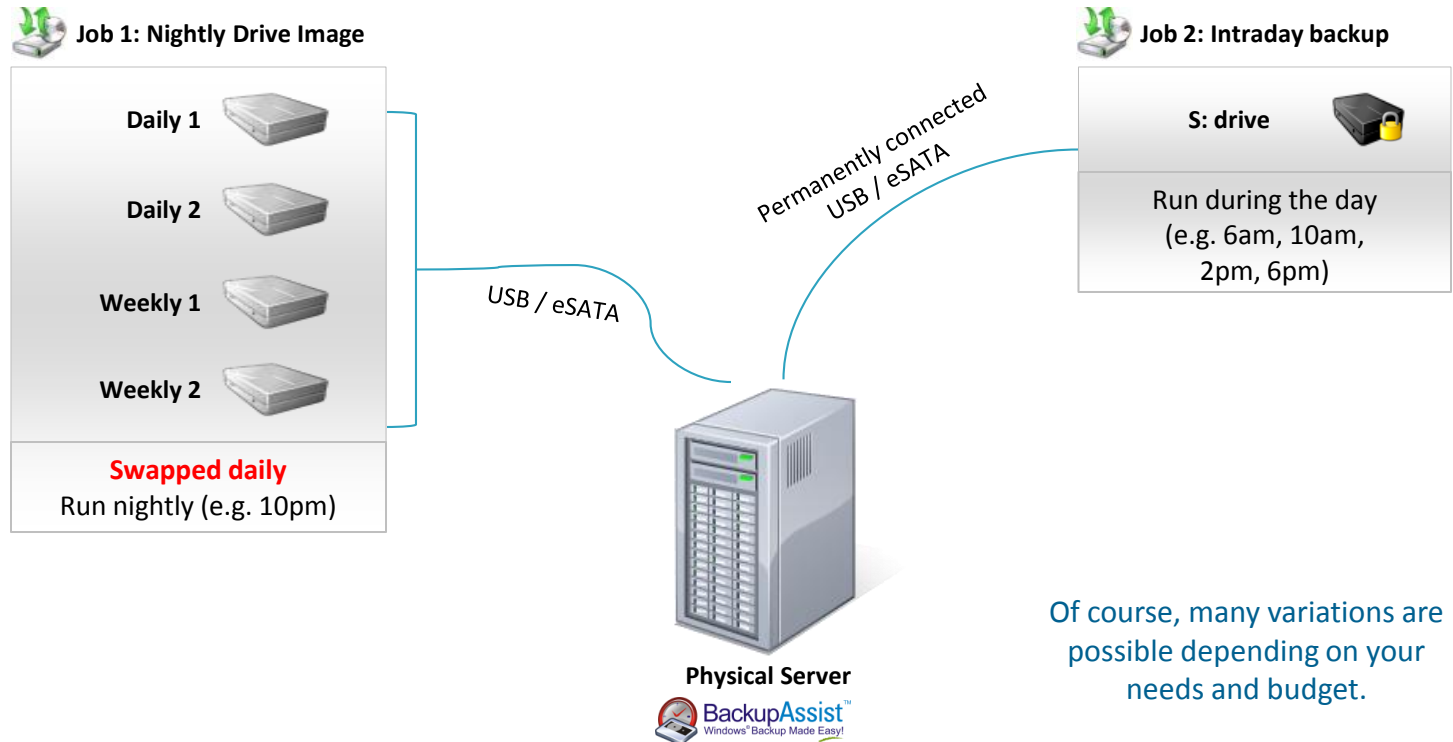 Job 1: Nightly Drive Image
Daily 1
Daily 2
Weekly 1
Weekly 2
Swapped daily
Run nightly (e.g. 10pm)
USB / eSATA
Permanently connected
USB / eSATA
Job 2: Intraday backup
S: drive
Run during the day
(e.g. 6am, 10am,
2pm, 6pm)
Physical Server
BackupAssist™
Windows® Backup Made Easy!
Of course, many variations are
possible depending on your
needs and budget.